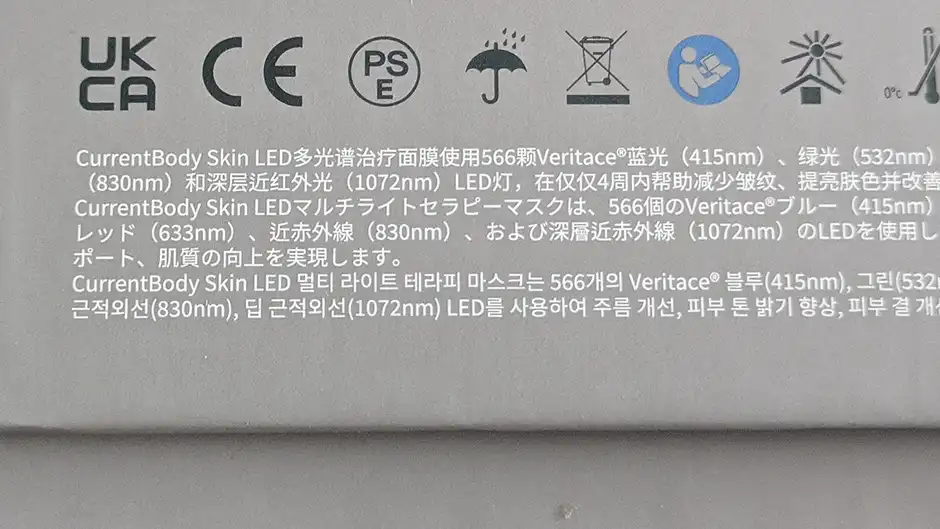 UK
CA
CE
PS
E
0°c
CurrentBody Skin LED多光谱治疗面膜使用566颗Veritace®蓝光（415nm）、绿光（532nm）
（830nm）和深层近红外光（1072nm）LED灯，在仅仅4周内帮助减少皱纹、提亮肤色并改善
CurrentBody Skin LEDマルチライトセラピーマスクは、566個のVeritace®ブルー（415nm）
レッド（633nm）、近赤外線（830nm）、および深層近赤外線（1072nm）のLEDを使用し
ポート、肌質の向上を実現します。
CurrentBody Skin LED 멀티 라이트 테라피 마스크는 566개의 Veritace® 블루(415nm), 그린(532n
근적외선(830nm), 딥 근적외선(1072nm) LED를 사용하여 주름 개선, 피부 톤 밝기 향상, 피부 결 개선